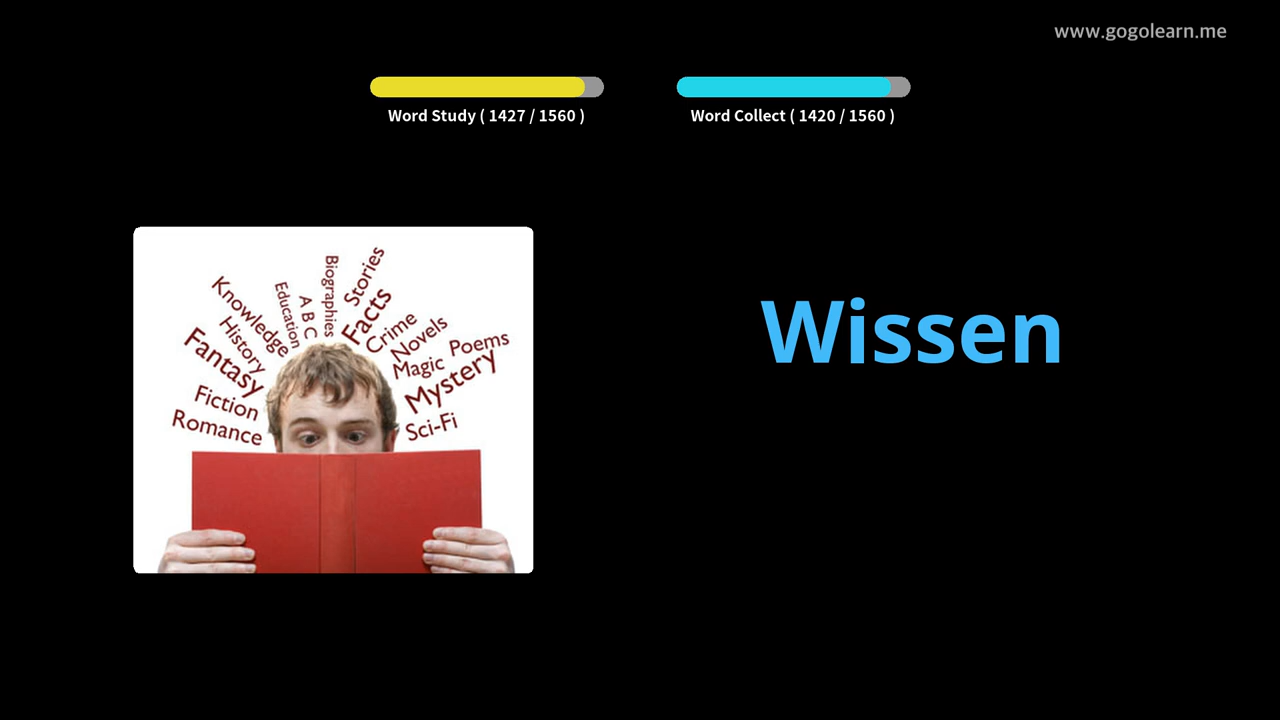 www.gogolearn.me
Word Study ( 1427 / 1560 )
Word Collect ( 1420 / 1560 )
Wissen
Romance
Fiction
Fantasy
History
Knowledge
Education
A B C
Biographies
Stories
Facts
Crime
Novels
Magic
Poems
Mystery
Sci-Fi